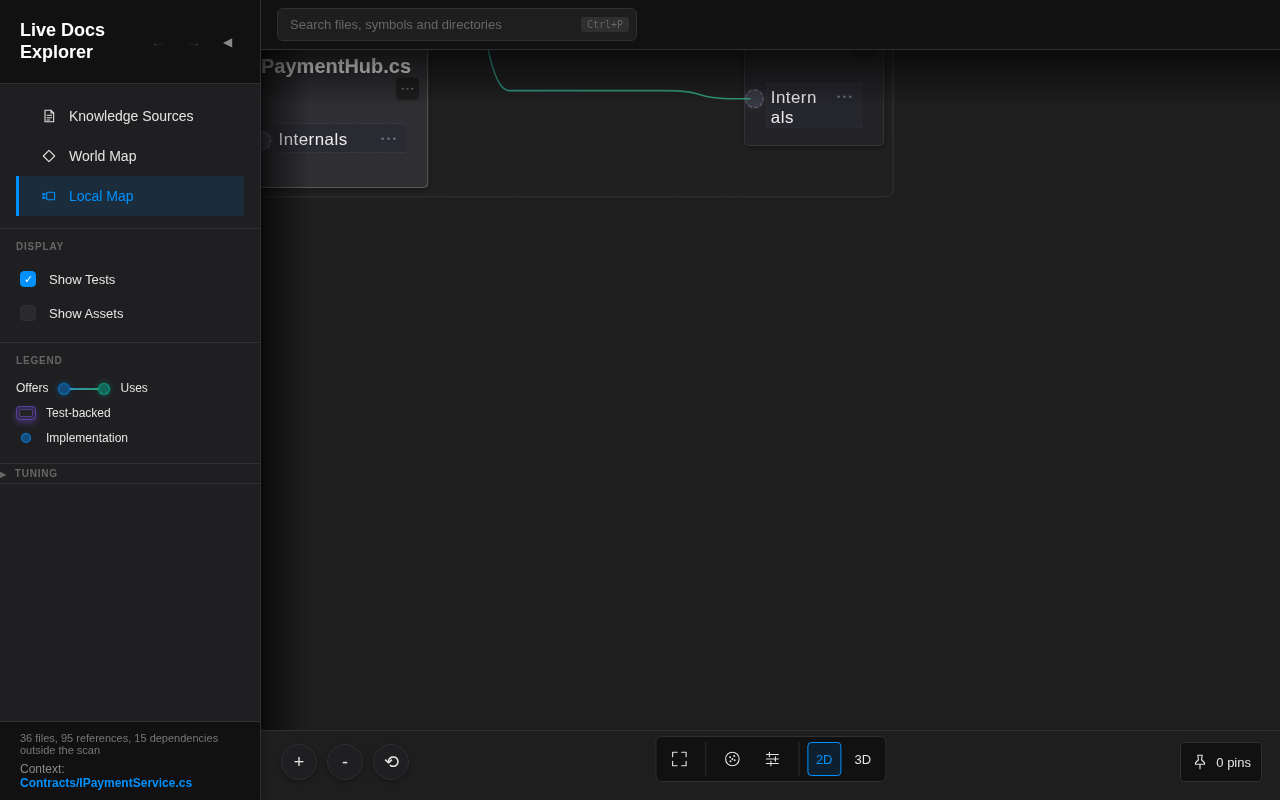 Live Docs
Explorer
← → ◀
Search files, symbols and directories Ctrl+P
Knowledge Sources
World Map
Local Map
DISPLAY
✓ Show Tests
Show Assets
LEGEND
Offers Uses
Test-backed
Implementation
▶ TUNING
36 files, 95 references, 15 dependencies
outside the scan
Context:
Contracts/IPaymentService.cs
PaymentHub.cs
···
Internals ···
Intern ···
als
+ - ⟲
2D 3D
0 pins